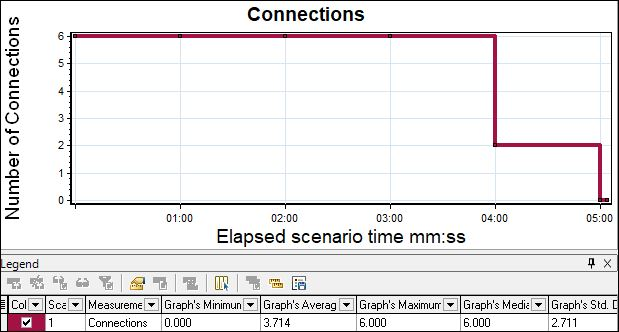 Connections
Number of Connections
6
5
4
3
2
1
0
01:00 02:00 03:00 04:00 05:00
Elapsed scenario time mm:ss
Legend
Col Sca Measureme Graph's Minimun Graph's Averag Graph's Maximum Graph's Media Graph's Std. D
1 Connections 0.000 3.714 6.000 6.000 2.711